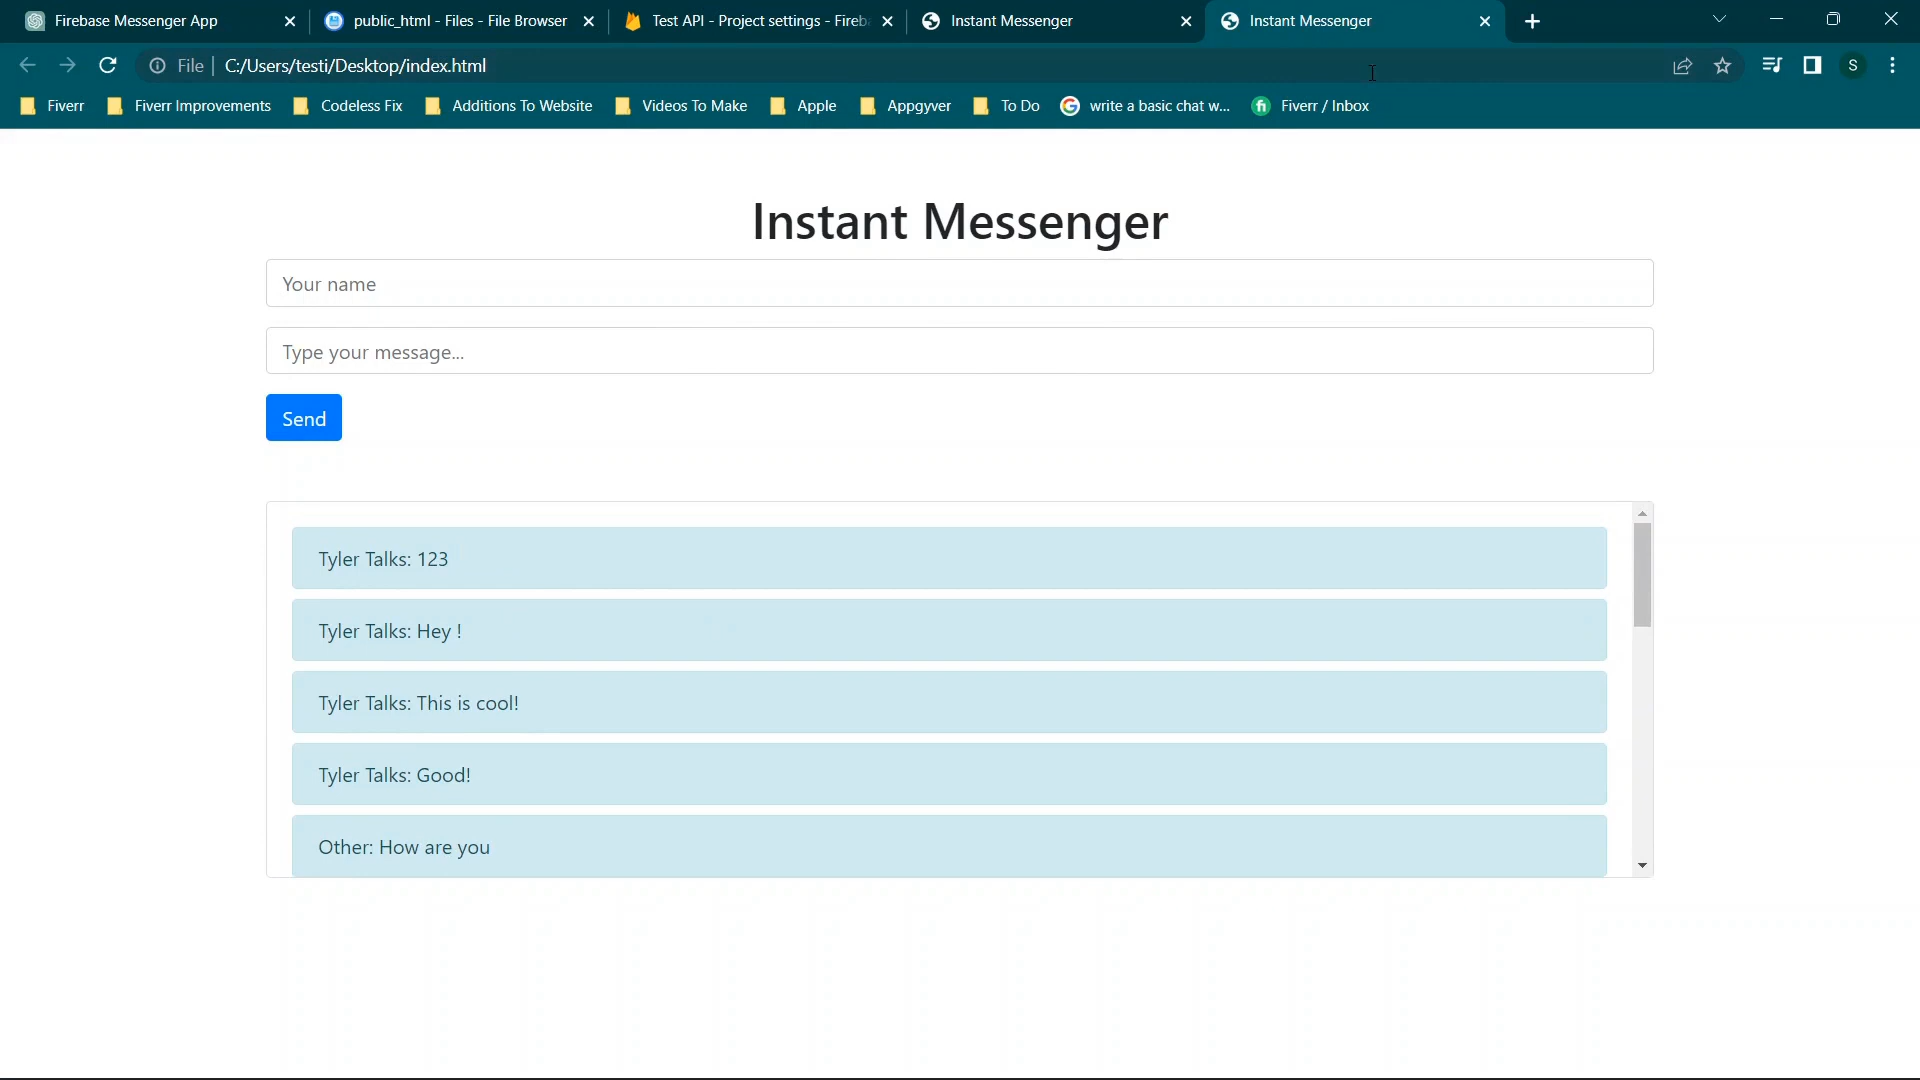 Firebase Messenger App
public_html - Files - File Browser
Test API - Project settings - Fireb
Instant Messenger
Instant Messenger
File
C:/Users/testi/Desktop/index.html
S
Fiverr
Fiverr Improvements
Codeless Fix
Additions To Website
Videos To Make
Apple
Appgyver
To Do
write a basic chat w...
Fiverr / Inbox
Instant Messenger
Your name
Type your message...
Send
Tyler Talks: 123
Tyler Talks: Hey !
Tyler Talks: This is cool!
Tyler Talks: Good!
Other: How are you